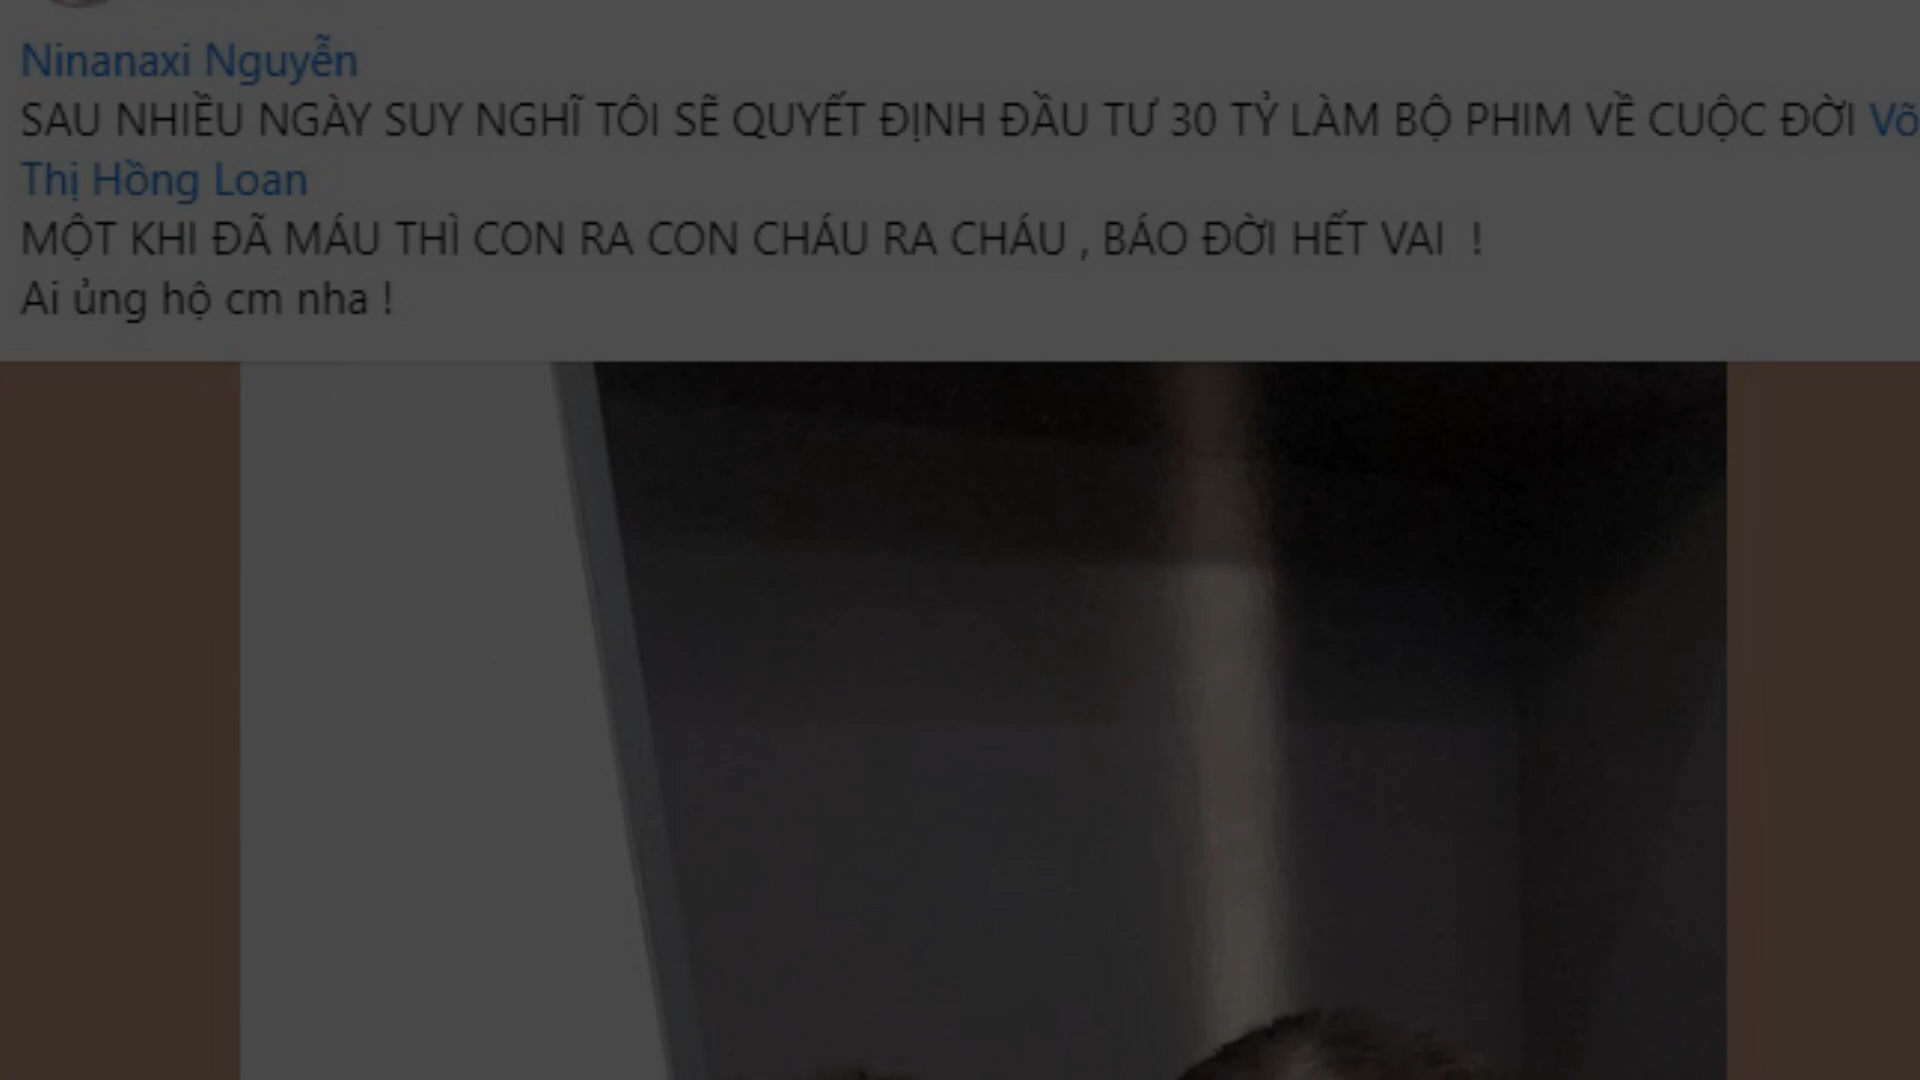 Ninanaxi Nguyễn
SAU NHIỀU NGÀY SUY NGHĨ TÔI SẼ QUYẾT ĐỊNH ĐẦU TƯ 30 TỶ LÀM BỘ PHIM VỀ CUỘC ĐỜI Võ
Thị Hồng Loan
MỘT KHI ĐÃ MÁU THÌ CON RA CON CHÁU RA CHÁU , BÁO ĐỜI HẾT VAI !
Ai ủng hộ cm nha !